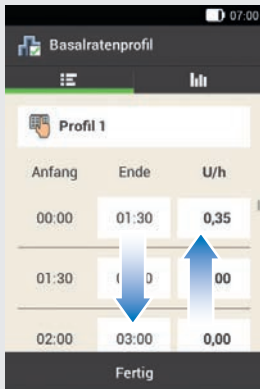 07:00
Basalratenprofil
Profil 1
Anfang Ende U/h
00:00 01:30 0,35
01:30
02:00 03:00 0,00
Fertig